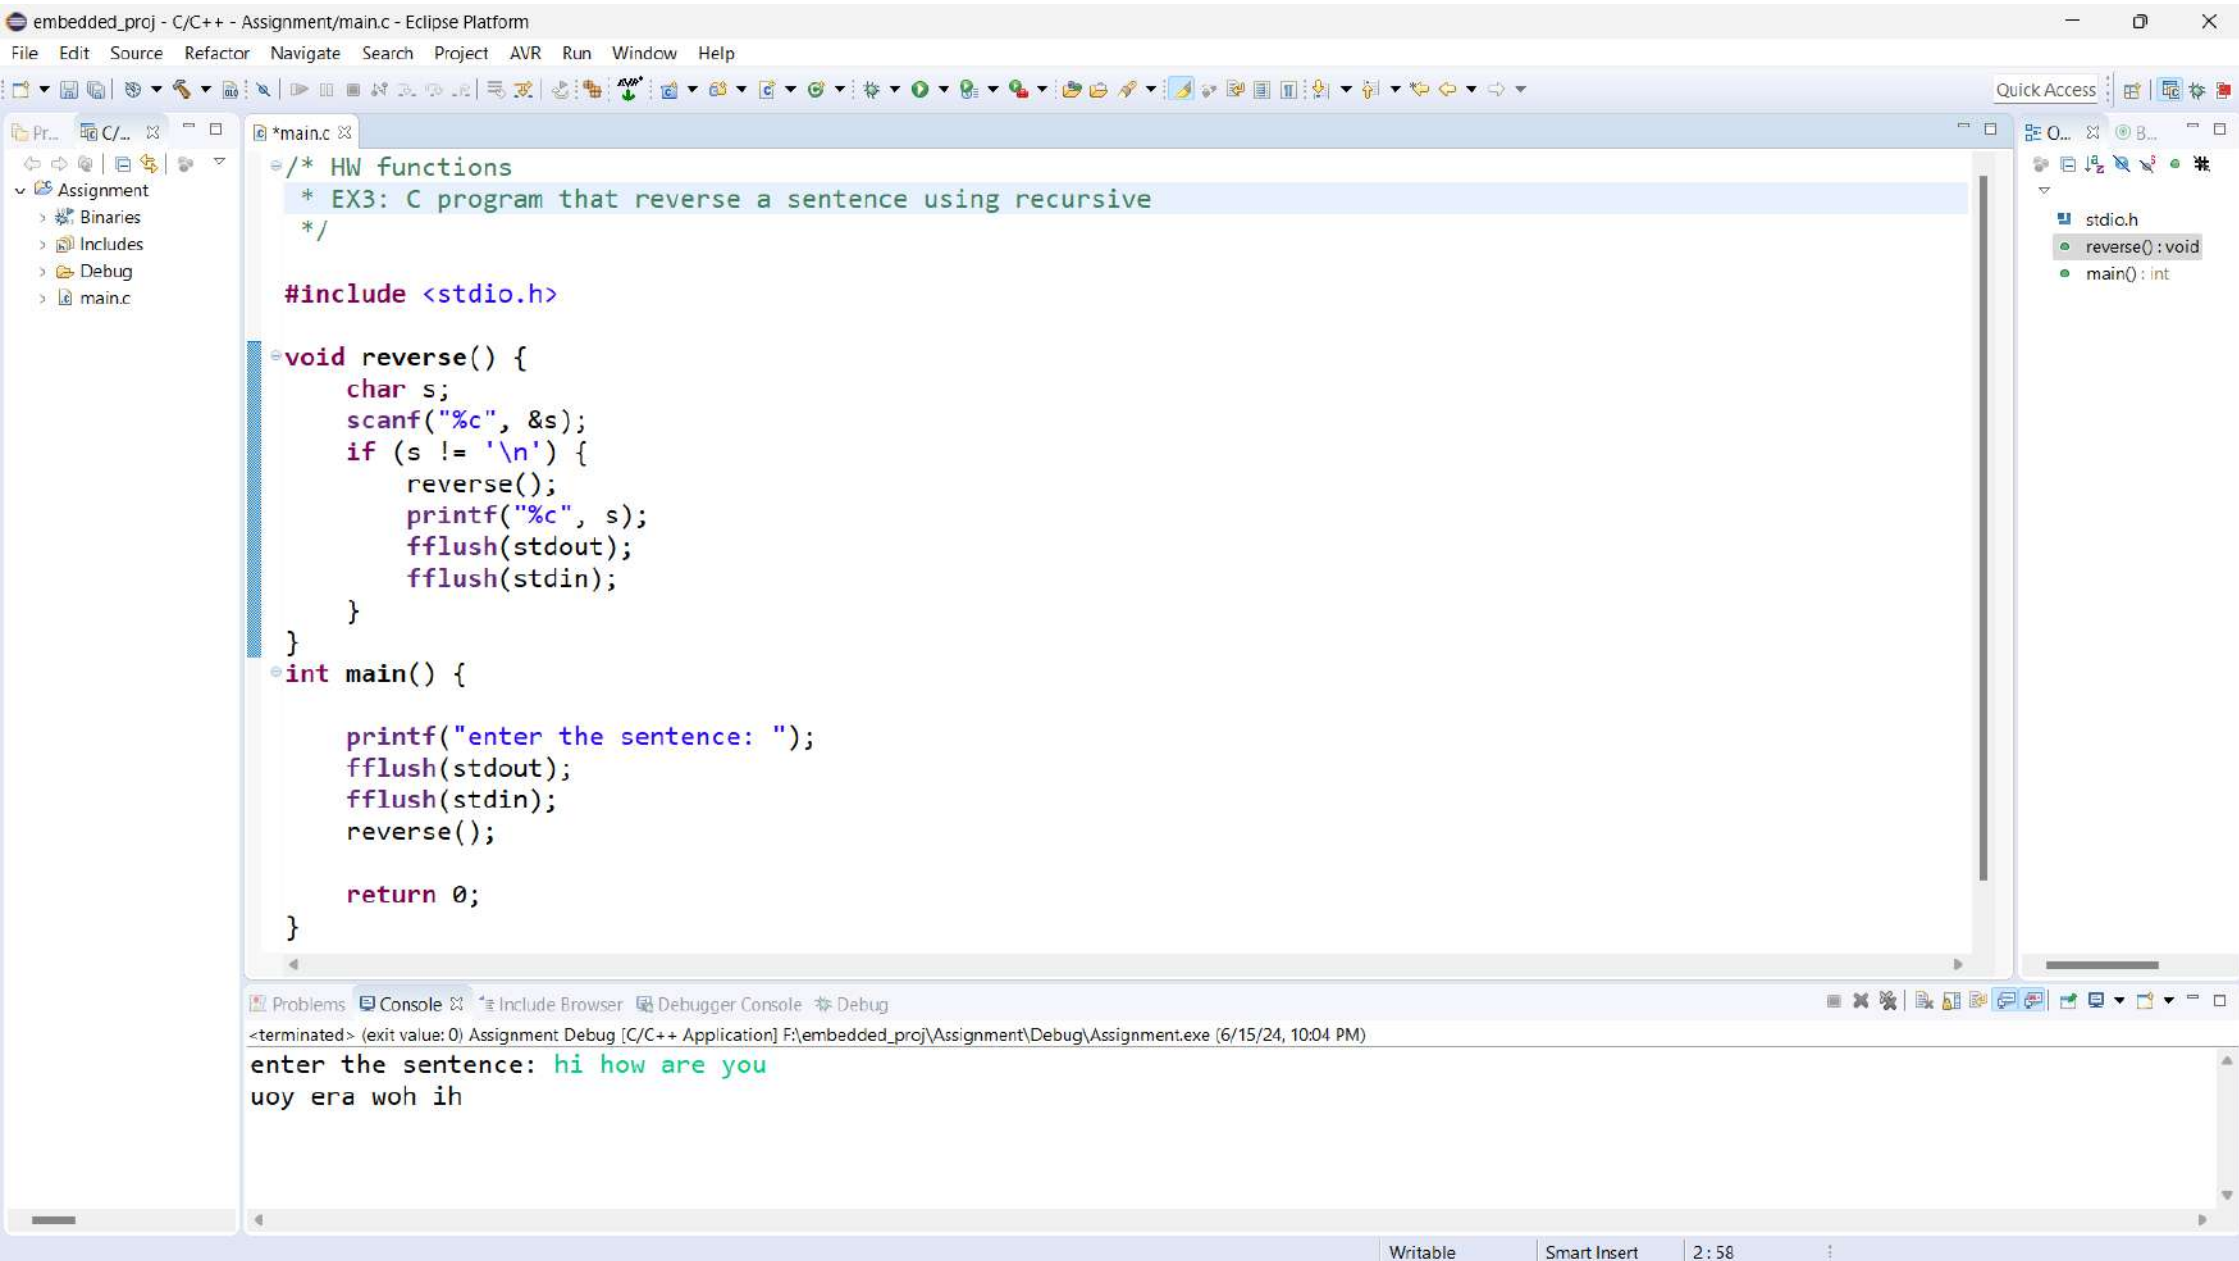 embedded_proj - C/C++ - Assignment/main.c - Eclipse Platform
File Edit Source Refactor Navigate Search Project AVR Run Window Help
Quick Access
Pr...
C/...
Assignment
Binaries
Includes
Debug
main.c
*main.c
/* HW functions
 * EX3: C program that reverse a sentence using recursive
 */
#include <stdio.h>
void reverse() {
    char s;
    scanf("%c", &s);
    if (s != '\n') {
        reverse();
        printf("%c", s);
        fflush(stdout);
        fflush(stdin);
    }
}
int main() {
    printf("enter the sentence: ");
    fflush(stdout);
    fflush(stdin);
    reverse();
    return 0;
}
O...
B...
stdio.h
reverse() : void
main() : int
Problems Console Include Browser Debugger Console Debug
<terminated> (exit value: 0) Assignment Debug [C/C++ Application] F:\embedded_proj\Assignment\Debug\Assignment.exe (6/15/24, 10:04 PM)
enter the sentence: hi how are you
uoy era woh ih
Writable
Smart Insert
2 : 58